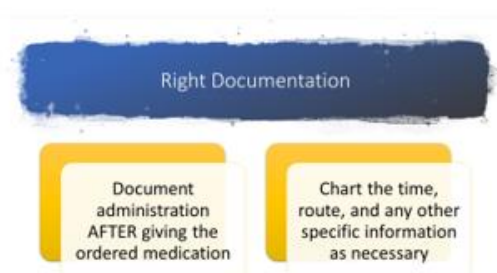 Right Documentation
Document
administration
AFTER giving the
ordered medication
Chart the time,
route, and any other
specific information
as necessary